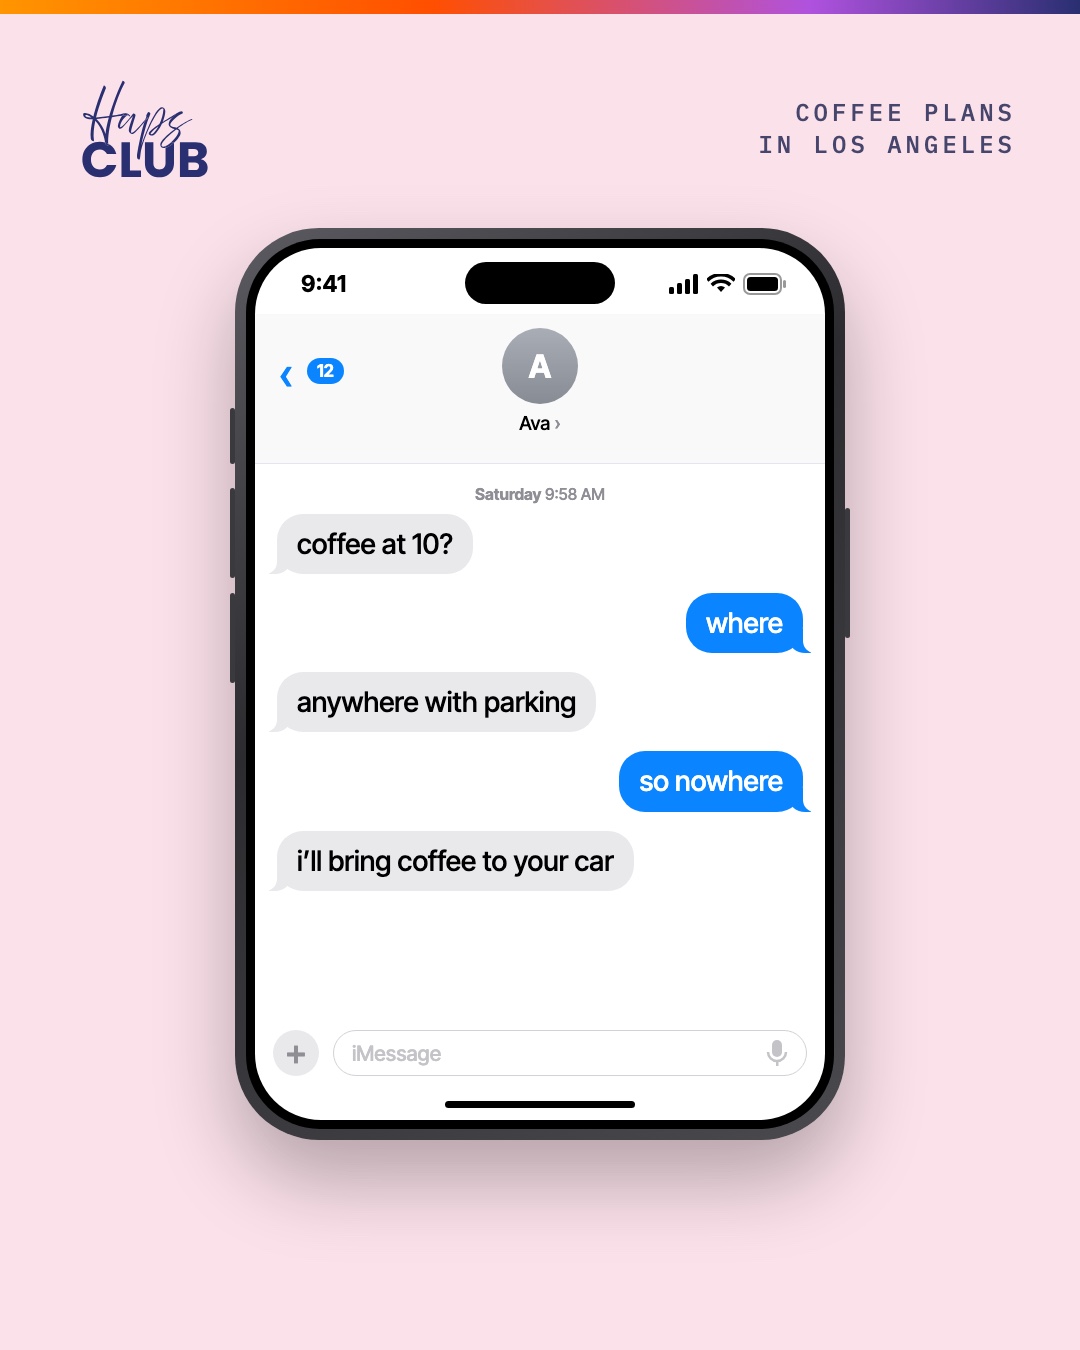 Haps
CLUB
COFFEE PLANS
IN LOS ANGELES
9:41
12
A
Ava ›
Saturday 9:58 AM
coffee at 10?
where
anywhere with parking
so nowhere
i’ll bring coffee to your car
iMessage